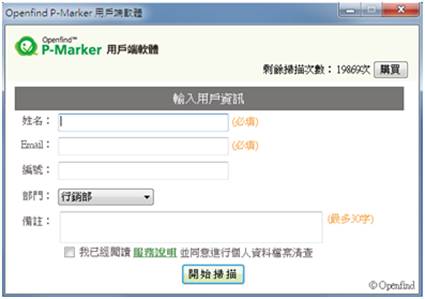 Openfind P-Marker 用戶端軟體
Openfind™
P-Marker 用戶端軟體
剩餘掃描次數：19869次 購買
輸入用戶資訊
姓名： (必填)
Email： (必填)
編號：
部門： 行銷部
備註： (最多30字)
我已經閱讀 服務說明 並同意進行個人資料檔案清查
開始掃描
© Openfind